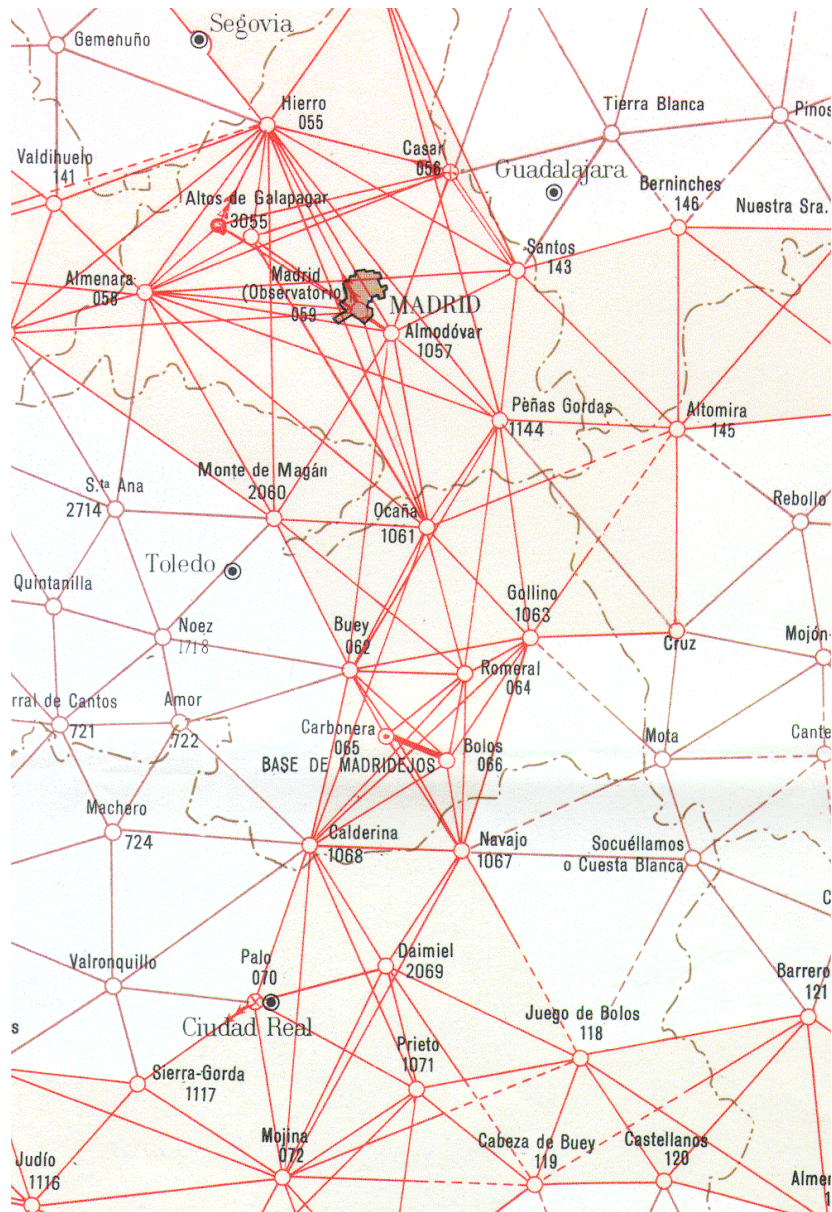 Segovia
Gemenuño
Hierro
055
Tierra Blanca
Pinos
Valdihuelo
141
Casar
056
Guadalajara
Berninches
146
Altos de Galapagar
3055
Nuestra Sra.
Santos
143
Almenara
058
Madrid
(Observatorio)
059
MADRID
Almodóvar
1057
Peñas Gordas
1144
Altomira
145
Monte de Magán
2060
S.ta Ana
2714
Ocaña
1061
Rebollo
Toledo
Quintanilla
Gollino
1063
Noez
1718
Buey
062
Cruz
Mojón-
Romeral
064
rral de Cantos
721
Amor
722
Carbonera
065
Bolos
066
Mota
Cante
BASE DE MADRIDEJOS
Machero
724
Calderina
1068
Navajo
1067
Socuéllamos
o Cuesta Blanca
C
Palo
070
Daimiel
2069
Valronquillo
Barrero
121
Ciudad Real
s
Juego de Bolos
118
Prieto
1071
Sierra-Gorda
1117
Mojina
072
Cabeza de Buey
119
Castellanos
120
Judío
1116
Almen
1